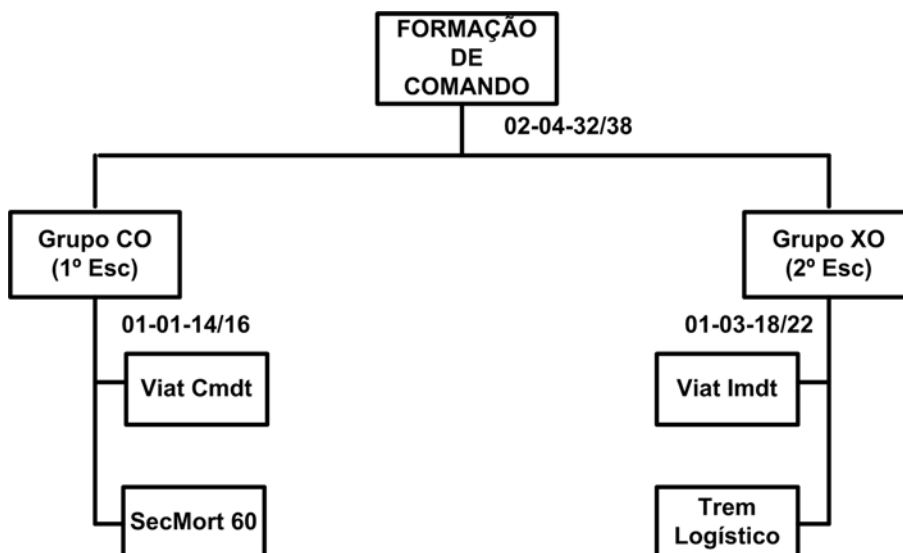 FORMAÇÃO
DE
COMANDO
02-04-32/38
Grupo CO
(1º Esc)
Grupo XO
(2º Esc)
01-01-14/16
01-03-18/22
Viat Cmdt
Viat Imdt
SecMort 60
Trem
Logístico